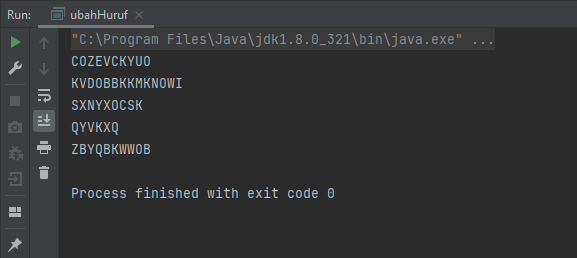 Run: ubahHuruf
"C:\Program Files\Java\jdk1.8.0_321\bin\java.exe" ...
COZEVCKYUO
KVDOBBKKMKNOWI
SXNYXOCSK
QYVKXQ
ZBYQBKWWOB
Process finished with exit code 0